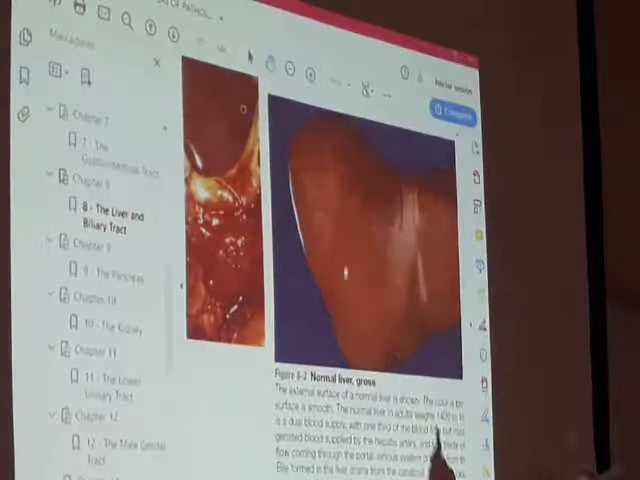 Marcadores
Iniciar sesión
Chapter 7
7 - The
Gastrointestinal Tract
Chapter 8
8 - The Liver and
Biliary Tract
Chapter 9
9 - The Pancreas
Chapter 10
10 - The Kidney
Chapter 11
11 - The Lower
Urinary Tract
Chapter 12
12 - The Male Genital
Tract
Figure 8-2 Normal liver, gross
The external surface of a normal liver is shown. The color is
surface is smooth. The normal liver in adults weighs 1400 to
is a dual blood supply, with one third of the blood
genated blood supplied by the hepatic artery, and
flow coming through the portal venous system
Bile formed in the liver drains from the